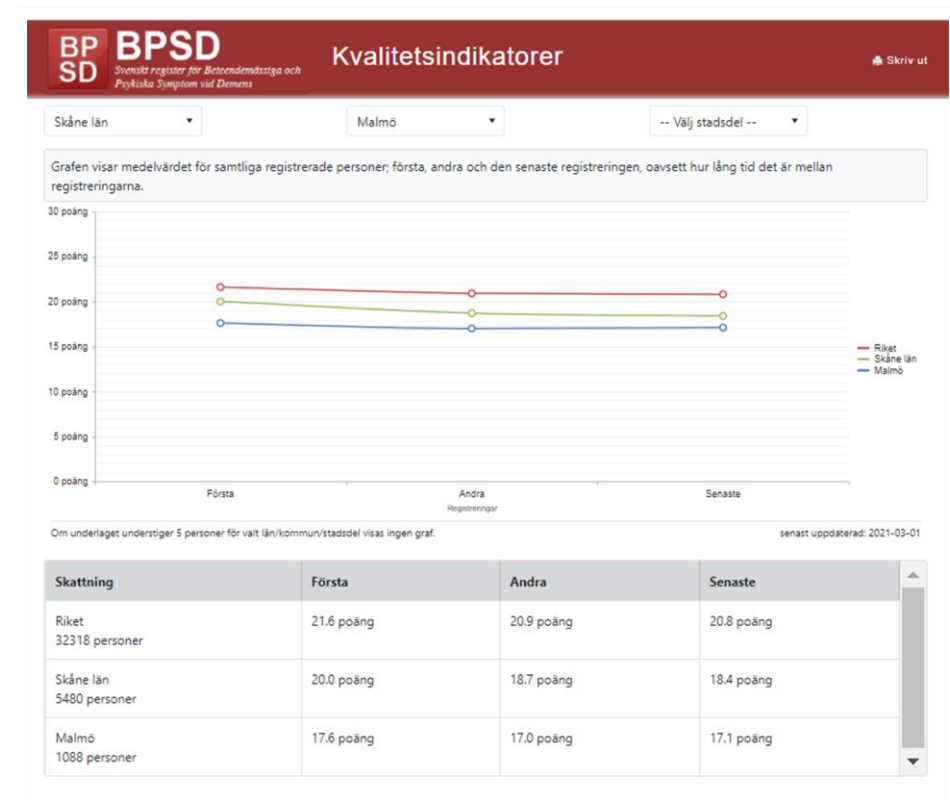 BP
SD
BPSD
Svenskt register för Beteendemässiga och
Psykiska Symptom vid Demens
Kvalitetsindikatorer
Skriv ut
Skåne län
Malmö
-- Välj stadsdel --
Grafen visar medelvärdet för samtliga registrerade personer; första, andra och den senaste registreringen, oavsett hur lång tid det är mellan
registreringarna.
30 poäng
25 poäng
20 poäng
15 poäng
10 poäng
5 poäng
0 poäng
Riket
Skåne län
Malmö
Första Andra Senaste
Registreringar
Om underlaget understiger 5 personer för valt län/kommun/stadsdel visas ingen graf. senast uppdaterad: 2021-03-01
Skattning Första Andra Senaste
Riket 21.6 poäng 20.9 poäng 20.8 poäng
32318 personer
Skåne län 20.0 poäng 18.7 poäng 18.4 poäng
5480 personer
Malmö 17.6 poäng 17.0 poäng 17.1 poäng
1088 personer